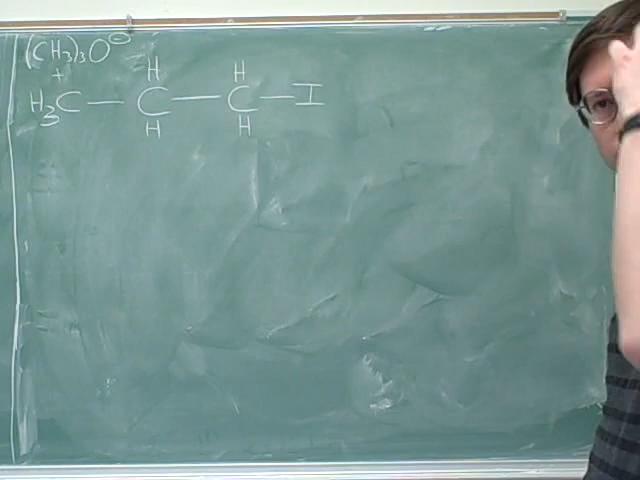 (CH3)3O⊖
+
H H
H3C — C — C — I
H H